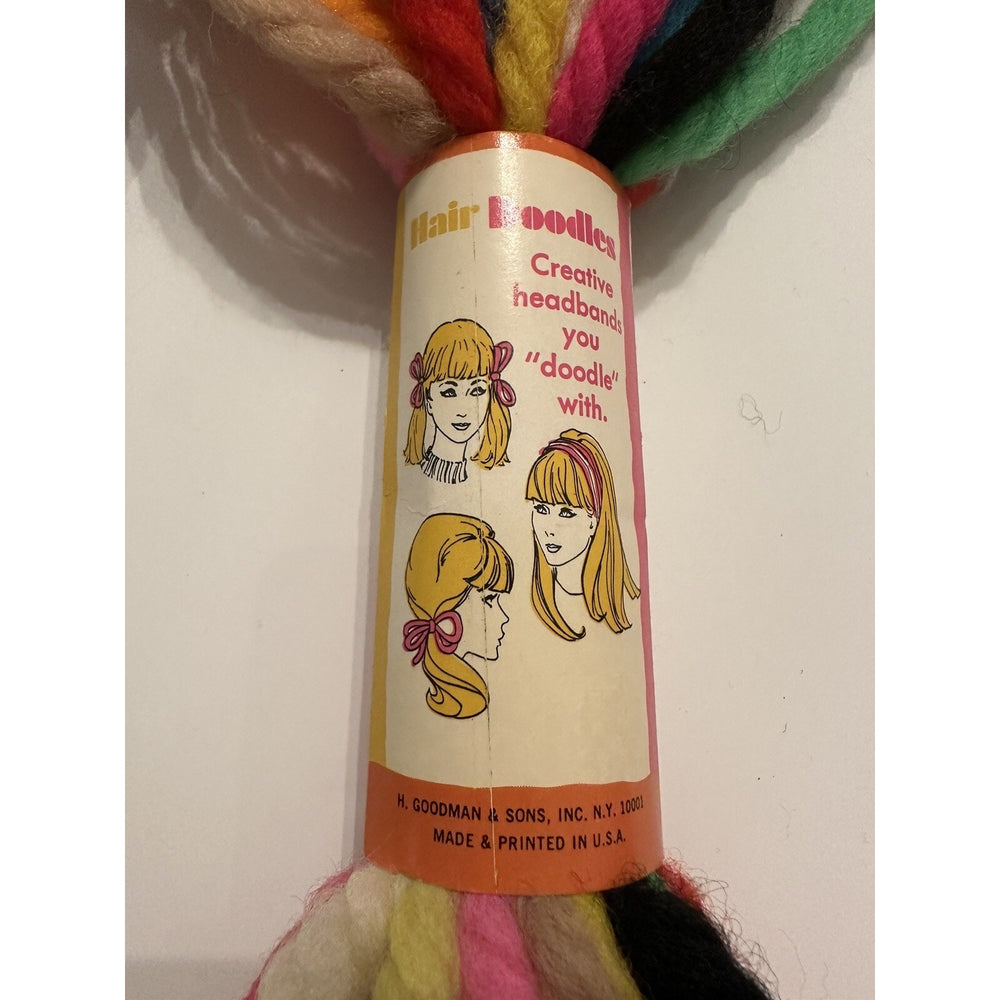 Hair Doodles
Creative
headbands
you
"doodle"
with.
H. GOODMAN & SONS, INC. N.Y. 10001
MADE & PRINTED IN U.S.A.